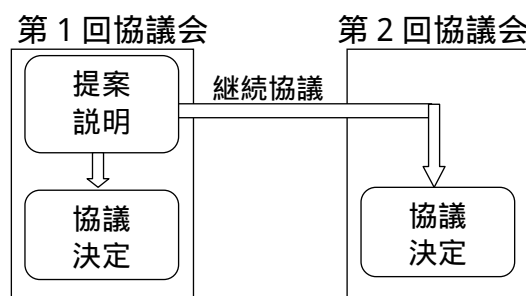 第１回協議会
第２回協議会
提案
説明
継続協議
協議
決定
協議
決定